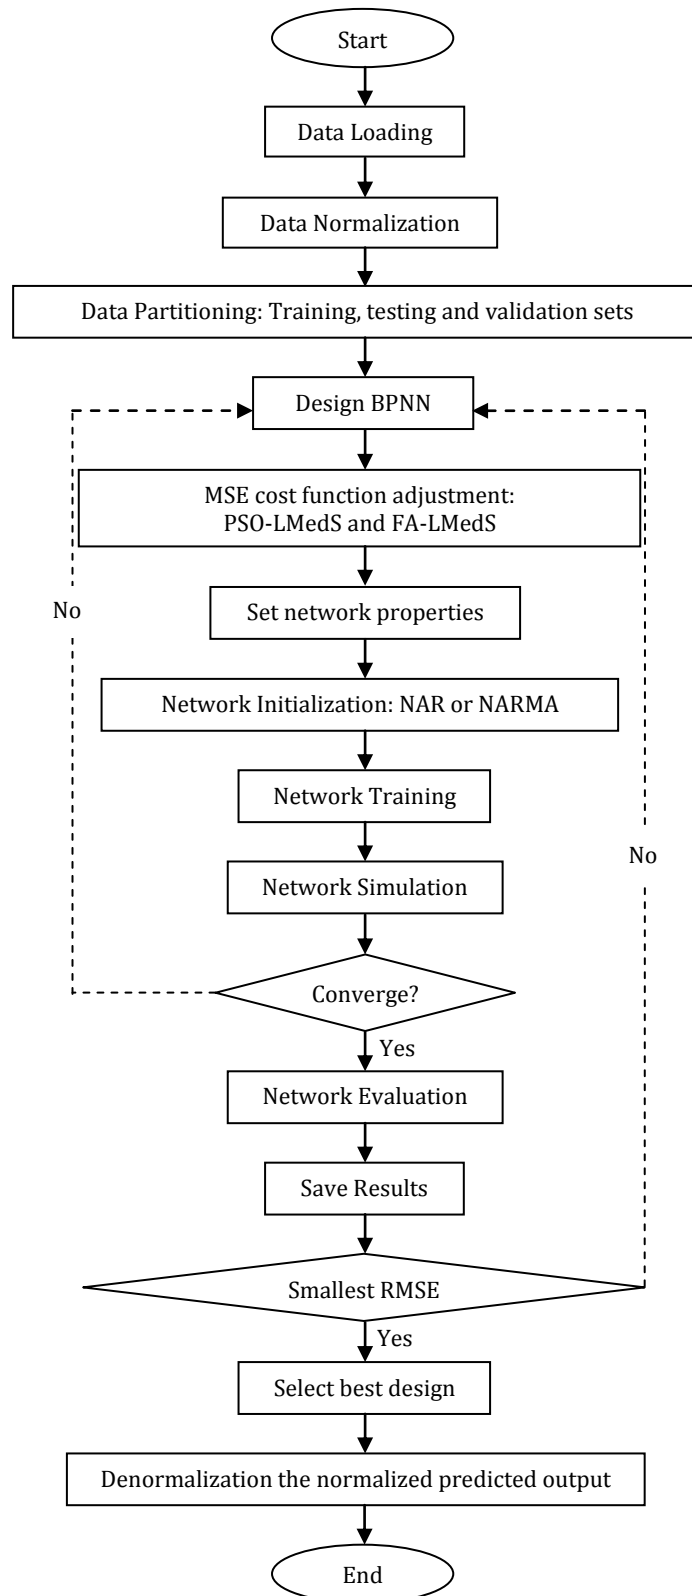 Start
Data Loading
Data Normalization
Data Partitioning: Training, testing and validation sets
Design BPNN
MSE cost function adjustment:
PSO-LMedS and FA-LMedS
No
Set network properties
Network Initialization: NAR or NARMA
Network Training
No
Network Simulation
Converge?
Yes
Network Evaluation
Save Results
Smallest RMSE
Yes
Select best design
Denormalization the normalized predicted output
End